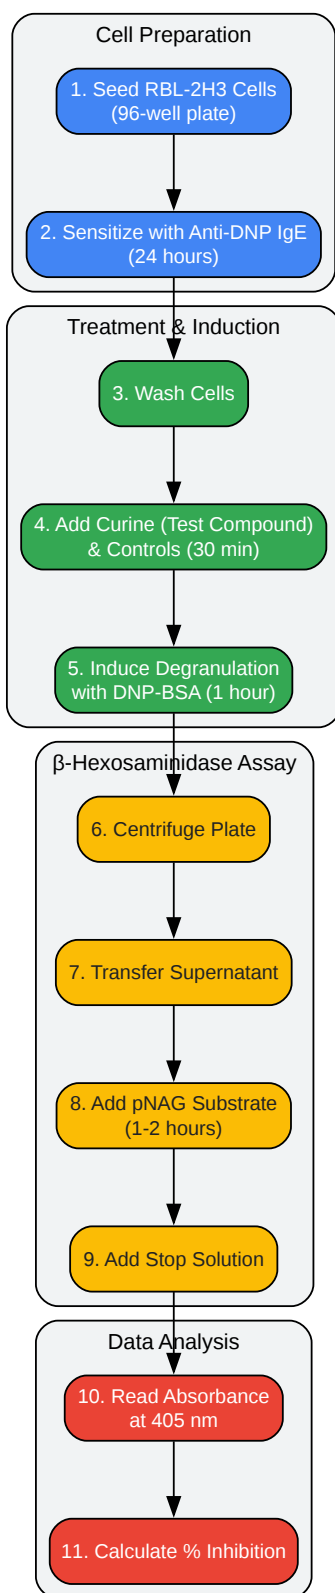 Cell Preparation
1. Seed RBL-2H3 Cells
(96-well plate)
2. Sensitize with Anti-DNP IgE
(24 hours)
Treatment & Induction
3. Wash Cells
4. Add Curine (Test Compound)
& Controls (30 min)
5. Induce Degranulation
with DNP-BSA (1 hour)
β-Hexosaminidase Assay
6. Centrifuge Plate
7. Transfer Supernatant
8. Add pNAG Substrate
(1-2 hours)
9. Add Stop Solution
Data Analysis
10. Read Absorbance
at 405 nm
11. Calculate % Inhibition